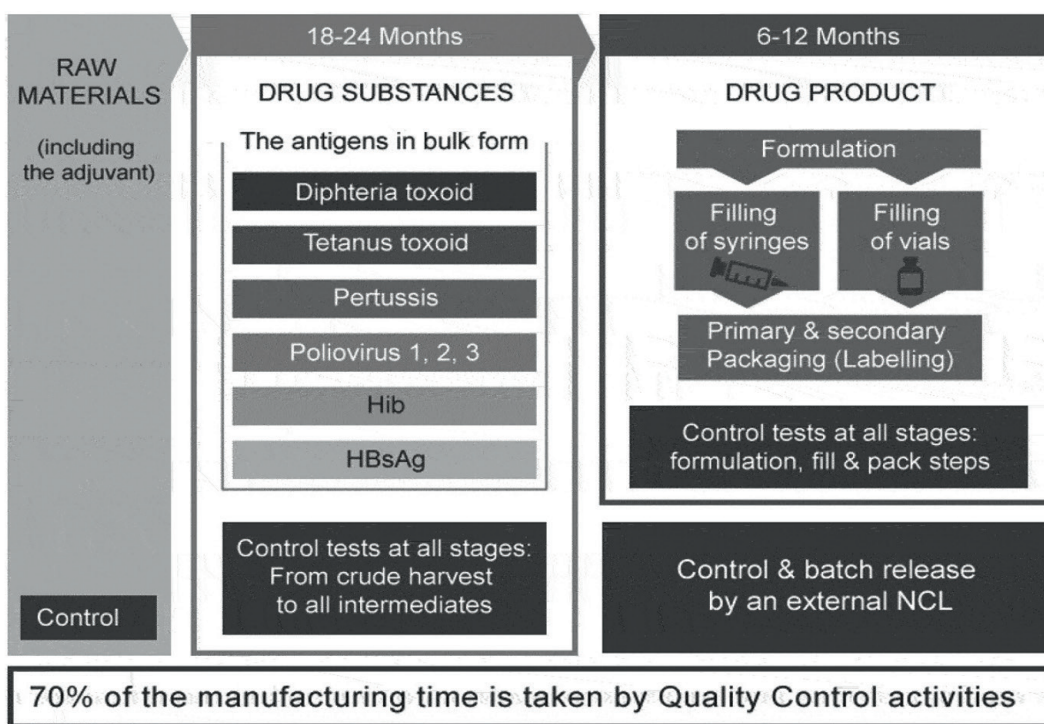 RAW
MATERIALS
(including
the adjuvant)
Control
18-24 Months
DRUG SUBSTANCES
The antigens in bulk form
Diphteria toxoid
Tetanus toxoid
Pertussis
Poliovirus 1, 2, 3
Hib
HBsAg
Control tests at all stages:
From crude harvest
to all intermediates
6-12 Months
DRUG PRODUCT
Formulation
Filling
of syringes
Filling
of vials
Primary & secondary
Packaging (Labelling)
Control tests at all stages:
formulation, fill & pack steps
Control & batch release
by an external NCL
70% of the manufacturing time is taken by Quality Control activities